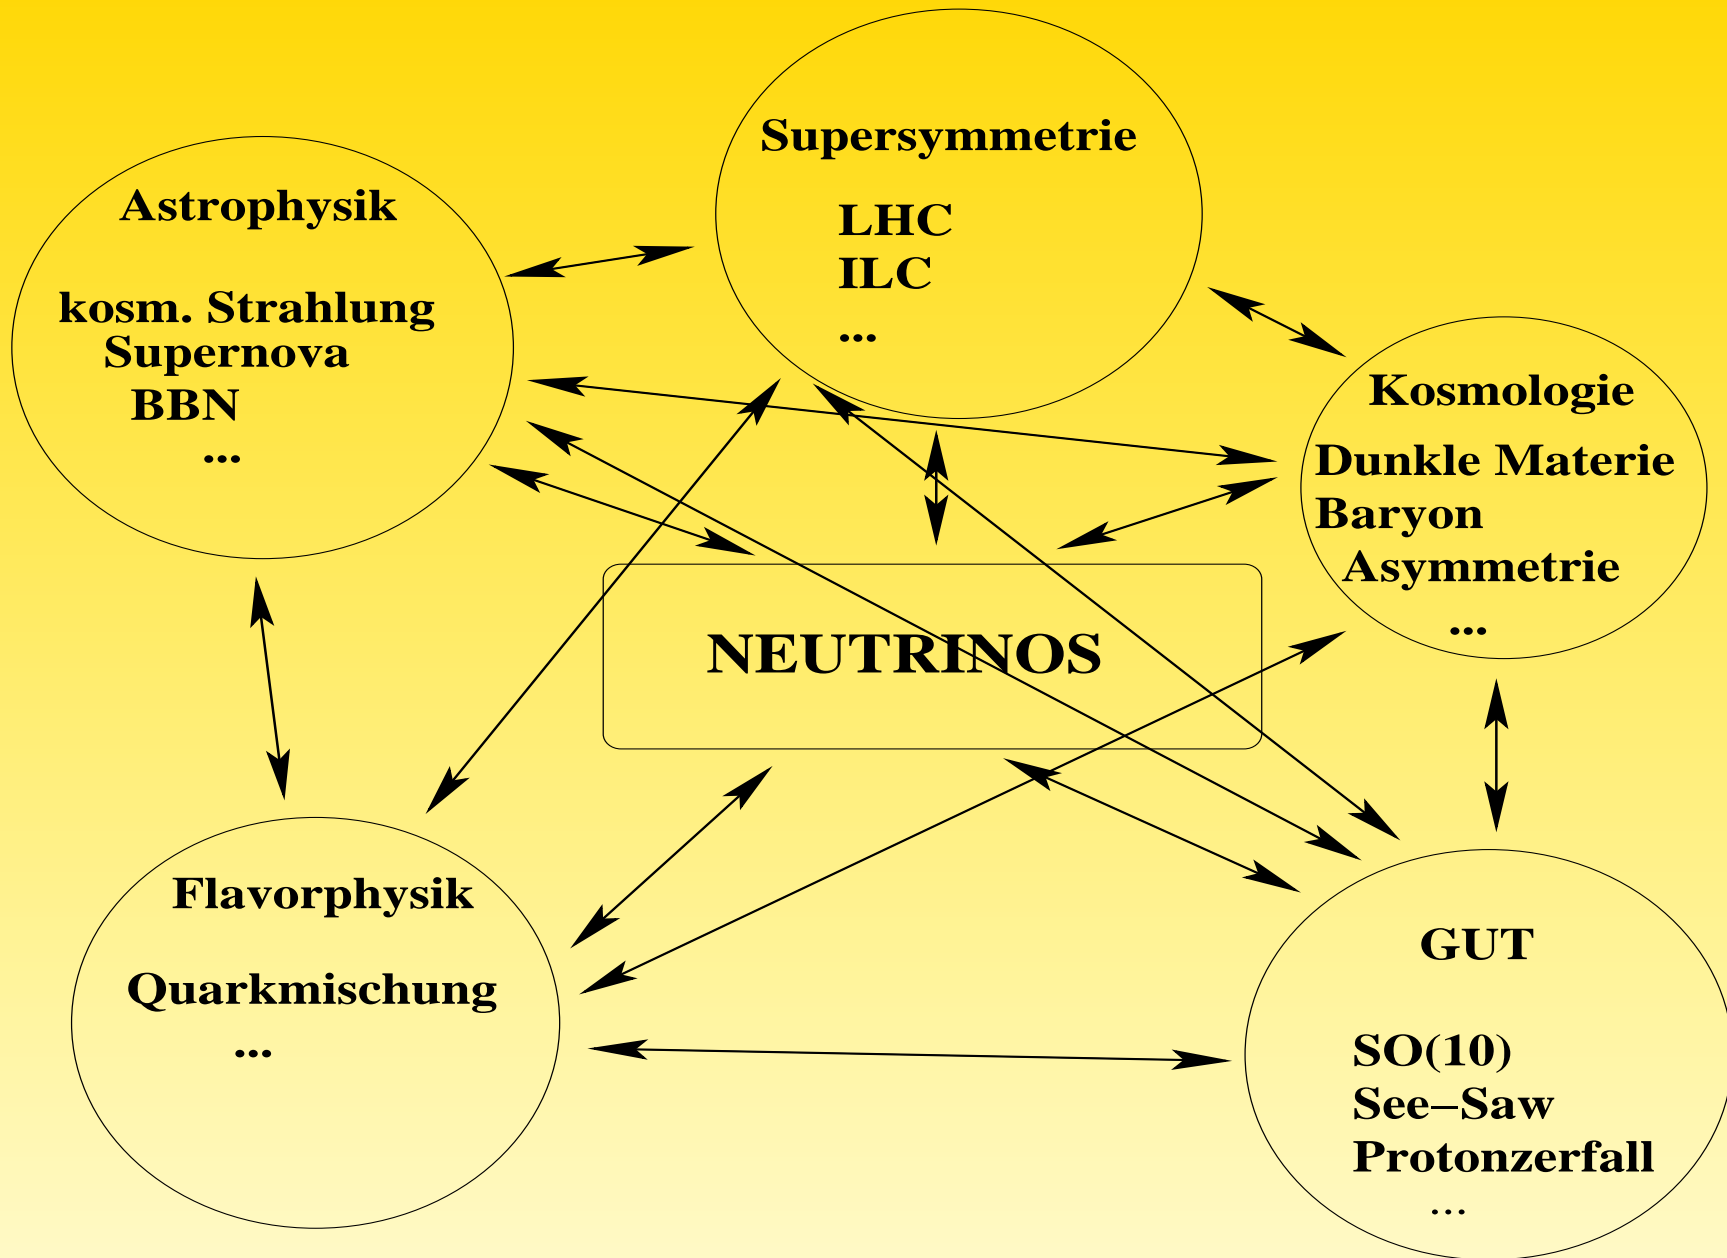 Supersymmetrie
LHC
ILC
...
Astrophysik
kosm. Strahlung
Supernova
BBN
...
Kosmologie
Dunkle Materie
Baryon
Asymmetrie
...
NEUTRINOS
Flavorphysik
Quarkmischung
...
GUT
SO(10)
See−Saw
Protonzerfall
...